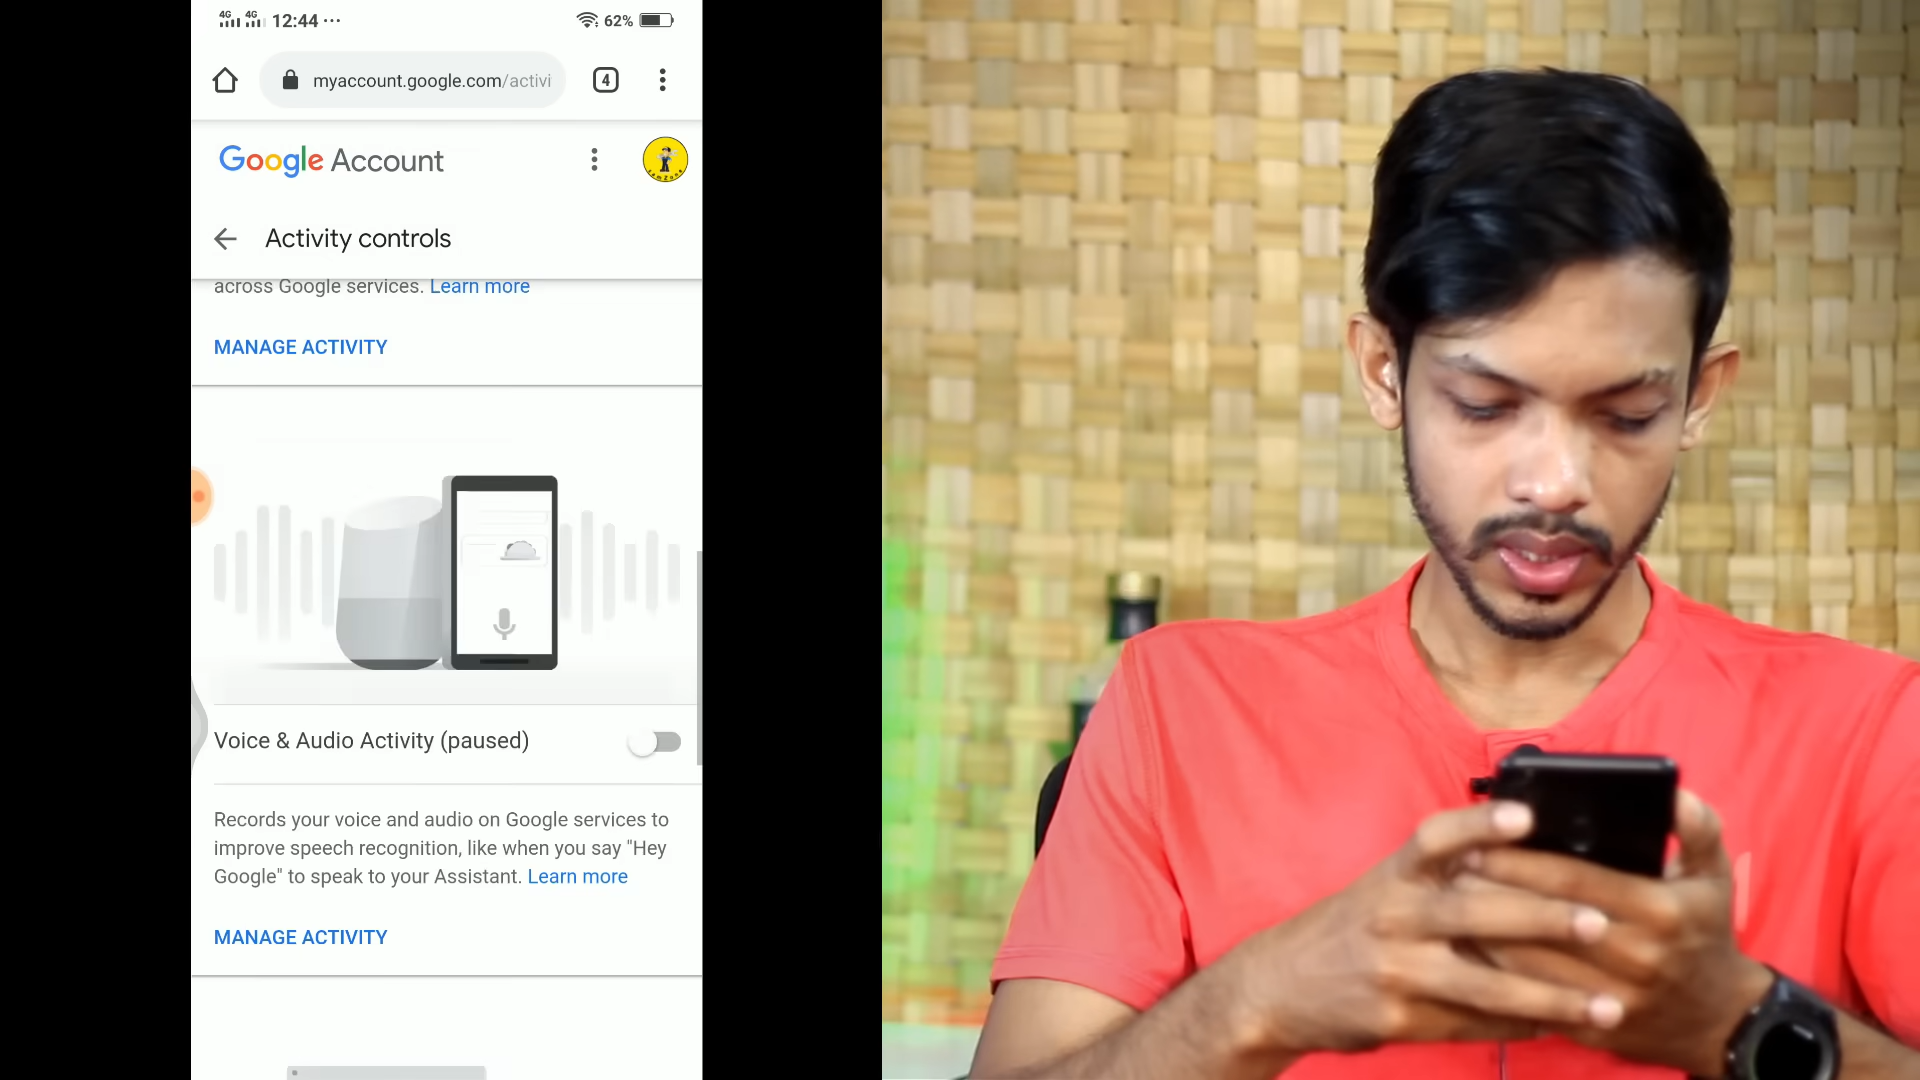 4G 4G 12:44 ... 62%
myaccount.google.com/activi
4
Google Account
Activity controls
across Google services. Learn more
MANAGE ACTIVITY
Voice & Audio Activity (paused)
Records your voice and audio on Google services to
improve speech recognition, like when you say "Hey
Google" to speak to your Assistant. Learn more
MANAGE ACTIVITY